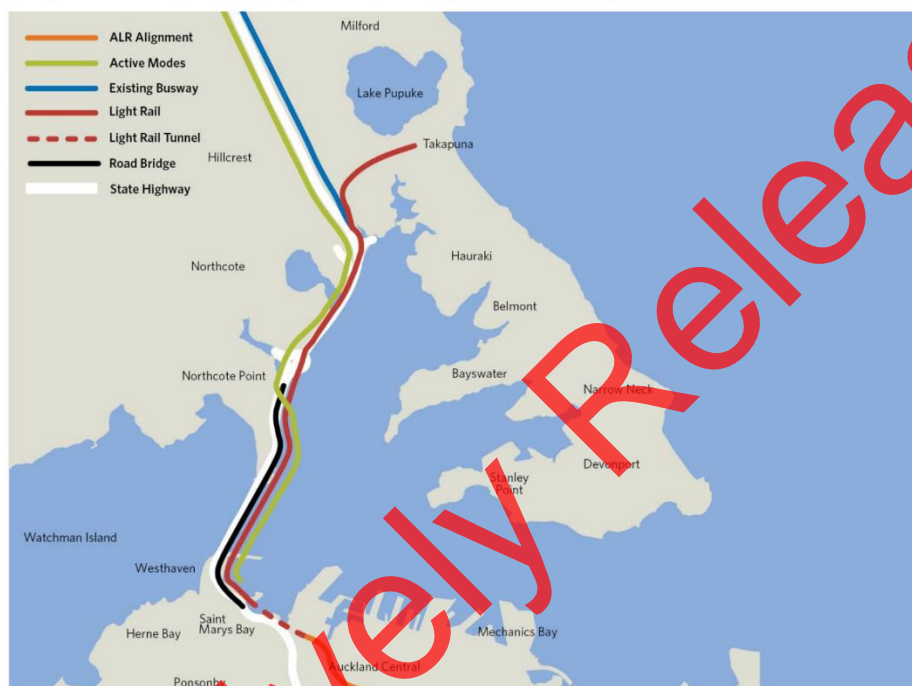 ALR Alignment
Active Modes
Existing Busway
Light Rail
Light Rail Tunnel
Road Bridge
State Highway
Milford
Lake Pupuke
Takapuna
Hillcrest
Hauraki
Northcote
Belmont
Bayswater
Northcote Point
Narrow Neck
Devonport
Stanley
Point
Watchman Island
Westhaven
Saint
Marys Bay
Herne Bay
Mechanics Bay
Auckland Central
Ponsonby